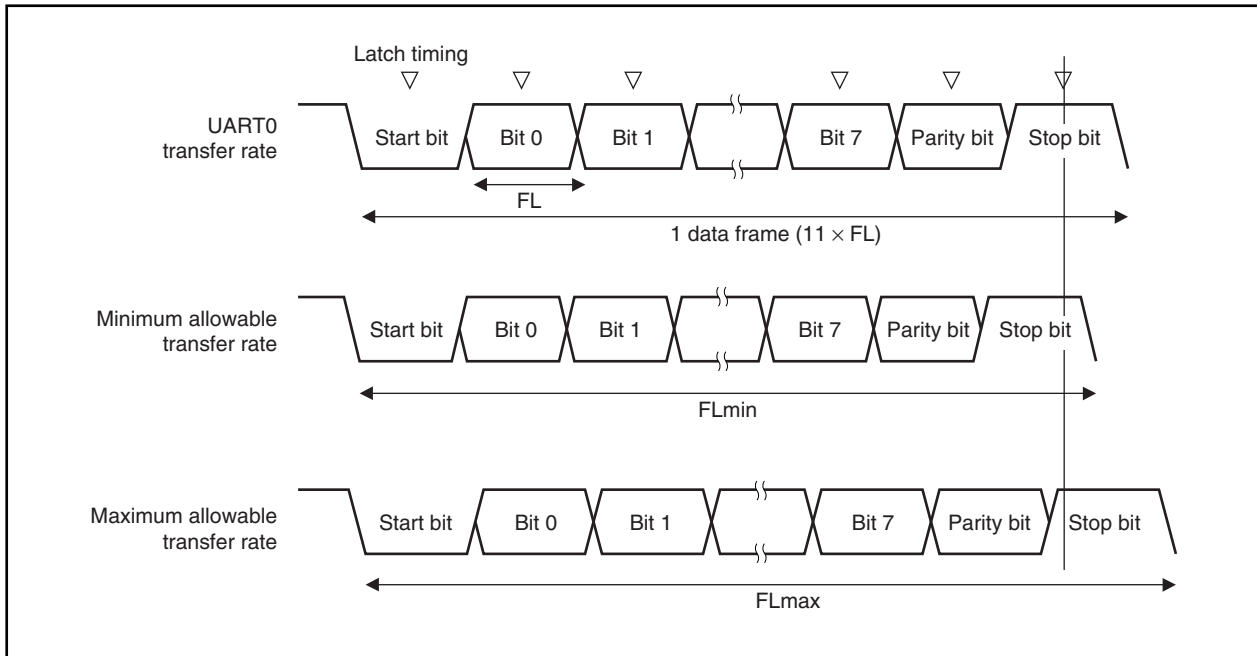 Latch timing
UART0
transfer rate
Start bit
Bit 0
Bit 1
Bit 7
Parity bit
Stop bit
FL
1 data frame (11 × FL)
Minimum allowable
transfer rate
Start bit
Bit 0
Bit 1
Bit 7
Parity bit
Stop bit
FLmin
Maximum allowable
transfer rate
Start bit
Bit 0
Bit 1
Bit 7
Parity bit
Stop bit
FLmax